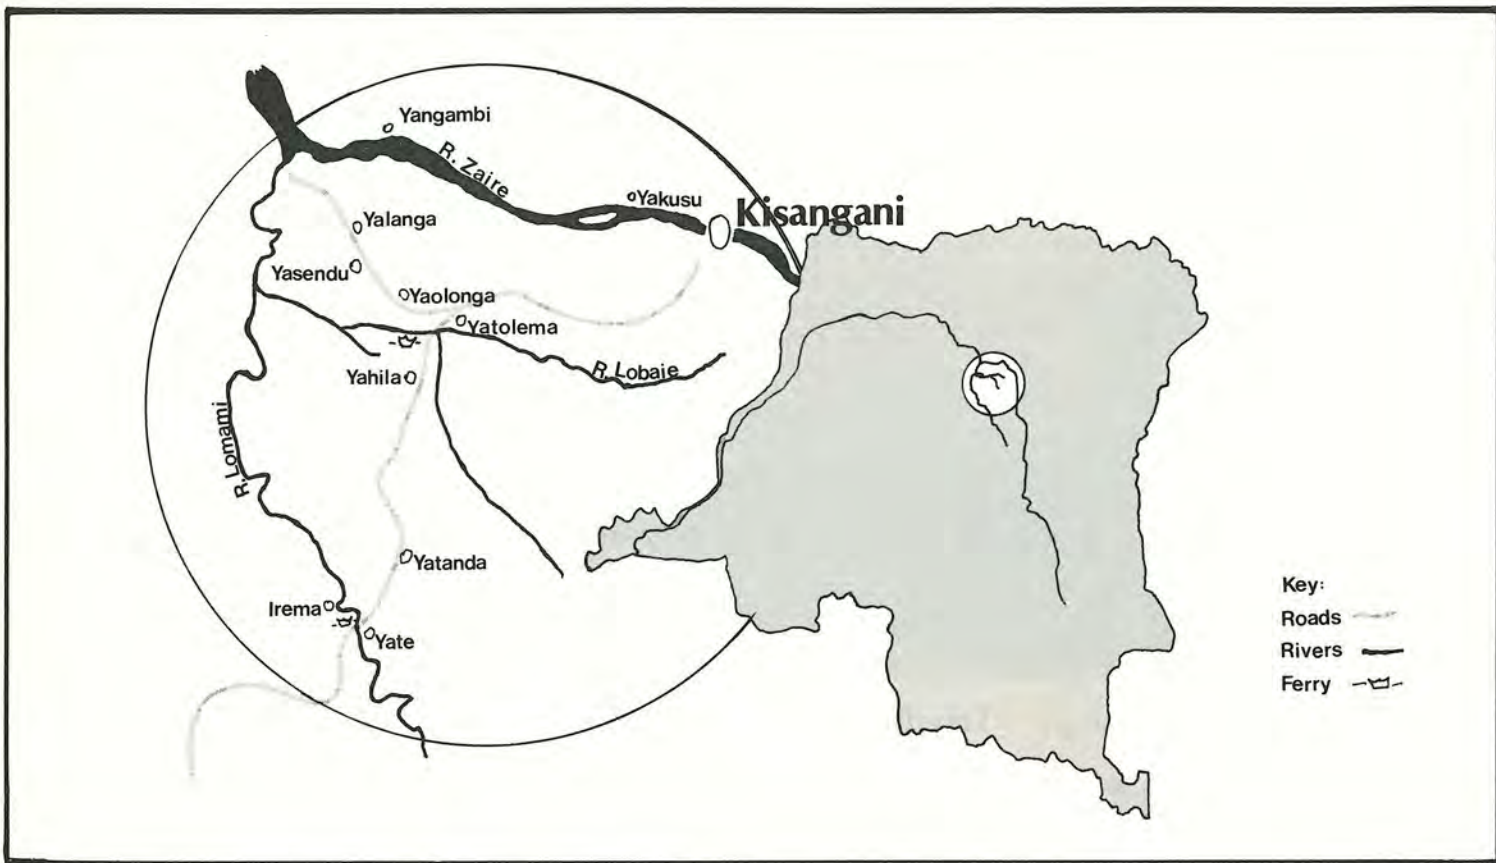 Yangambi
R. Zaire
Yakusu
Kisangani
Yalanga
Yasendu
Yaolonga
Yatolema
R. Lobaie
Yahila
R. Lomami
Yatanda
Irema
Yate
Key:
Roads
Rivers
Ferry